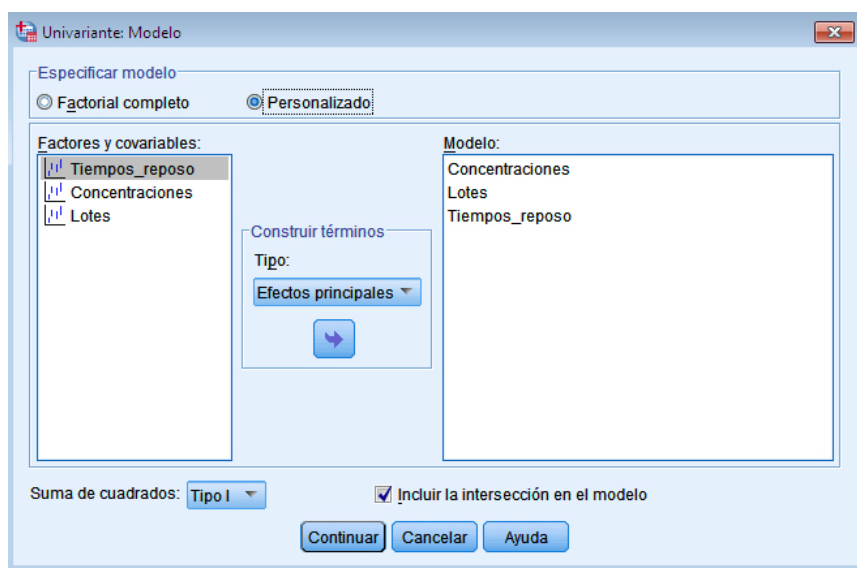 Univariante: Modelo
Especificar modelo
Factorial completo
Personalizado
Factores y covariables:
Tiempos_reposo
Concentraciones
Lotes
Construir términos
Tipo:
Efectos principales
Modelo:
Concentraciones
Lotes
Tiempos_reposo
Suma de cuadrados: Tipo I
Incluir la intersección en el modelo
Continuar
Cancelar
Ayuda